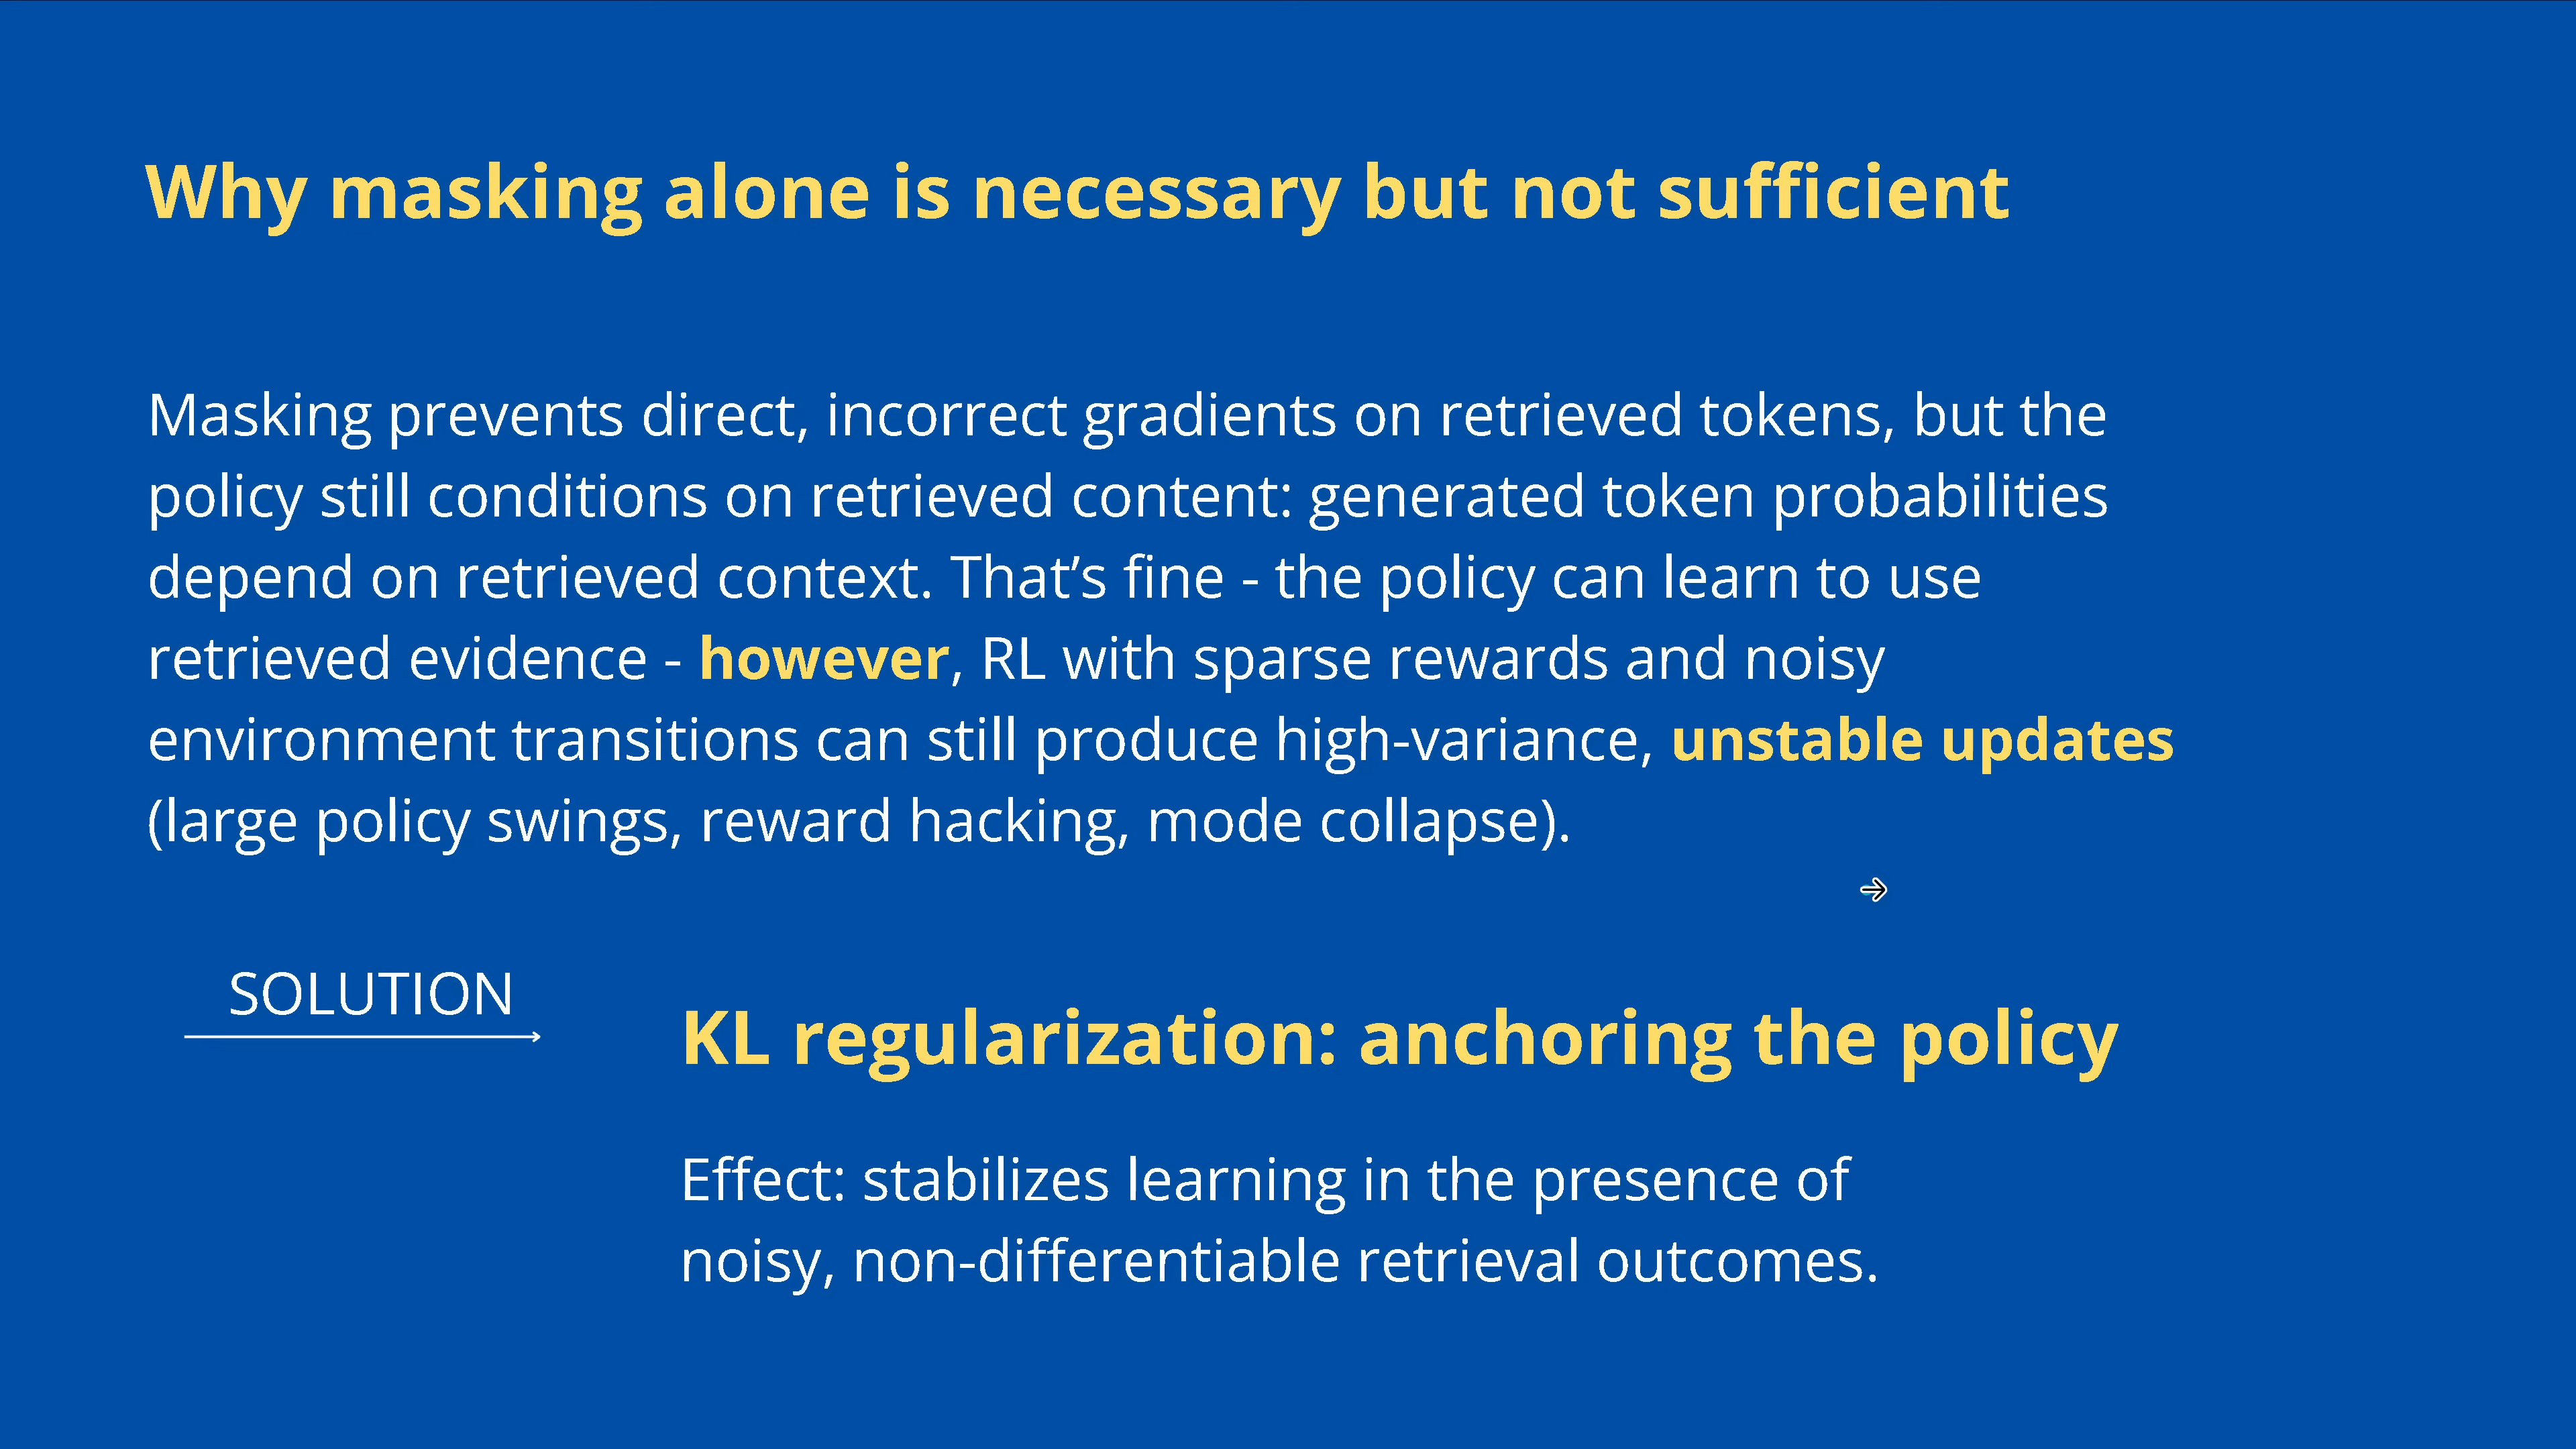 Why masking alone is necessary but not sufficient
Masking prevents direct, incorrect gradients on retrieved tokens, but the
policy still conditions on retrieved content: generated token probabilities
depend on retrieved context. That’s fine - the policy can learn to use
retrieved evidence - however, RL with sparse rewards and noisy
environment transitions can still produce high-variance, unstable updates
(large policy swings, reward hacking, mode collapse).
SOLUTION
KL regularization: anchoring the policy
Effect: stabilizes learning in the presence of
noisy, non-differentiable retrieval outcomes.